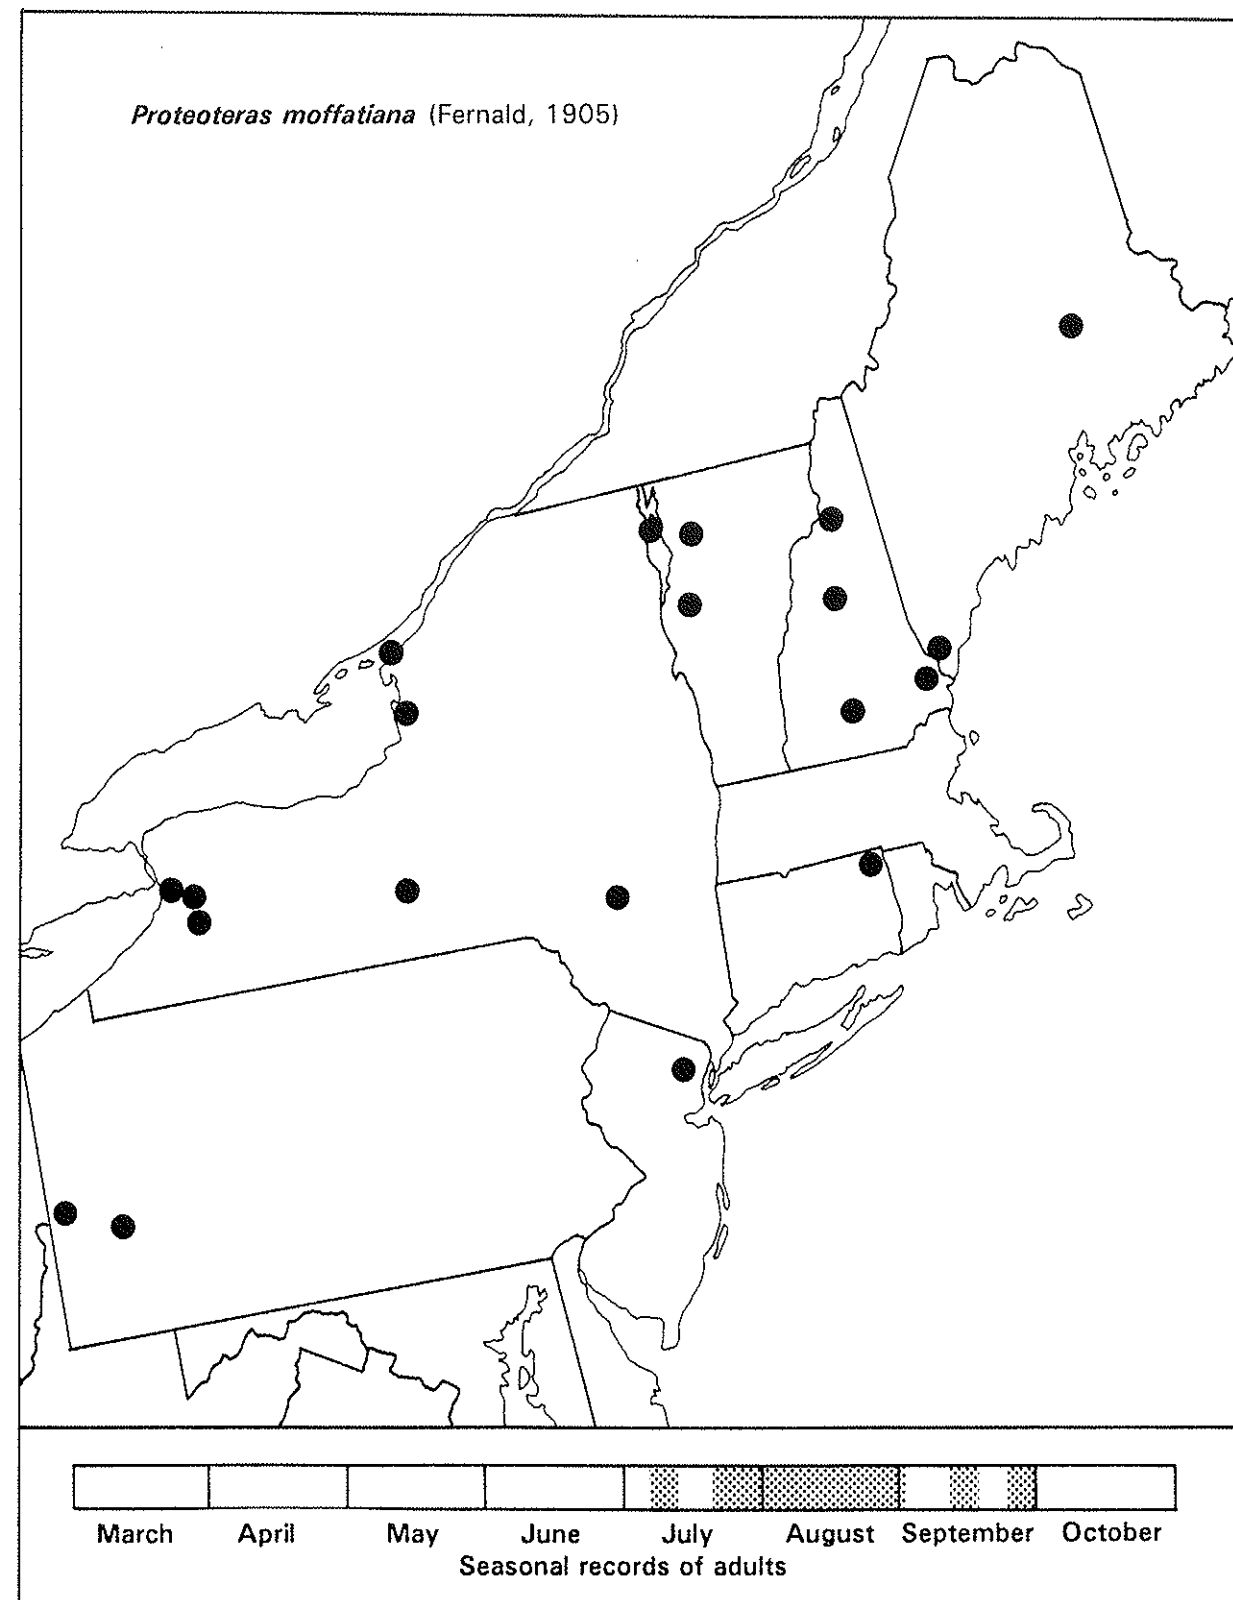 Proteoteras moffatiana (Fernald, 1905)
March April May June July August September October
Seasonal records of adults